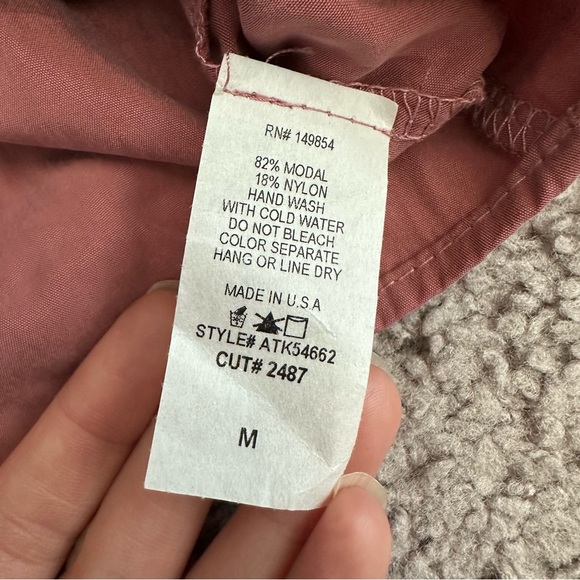 RN# 149854
82% MODAL
18% NYLON
HAND WASH
WITH COLD WATER
DO NOT BLEACH
COLOR SEPARATE
HANG OR LINE DRY
MADE IN U.S.A
STYLE# ATK54662
CUT# 2487
M